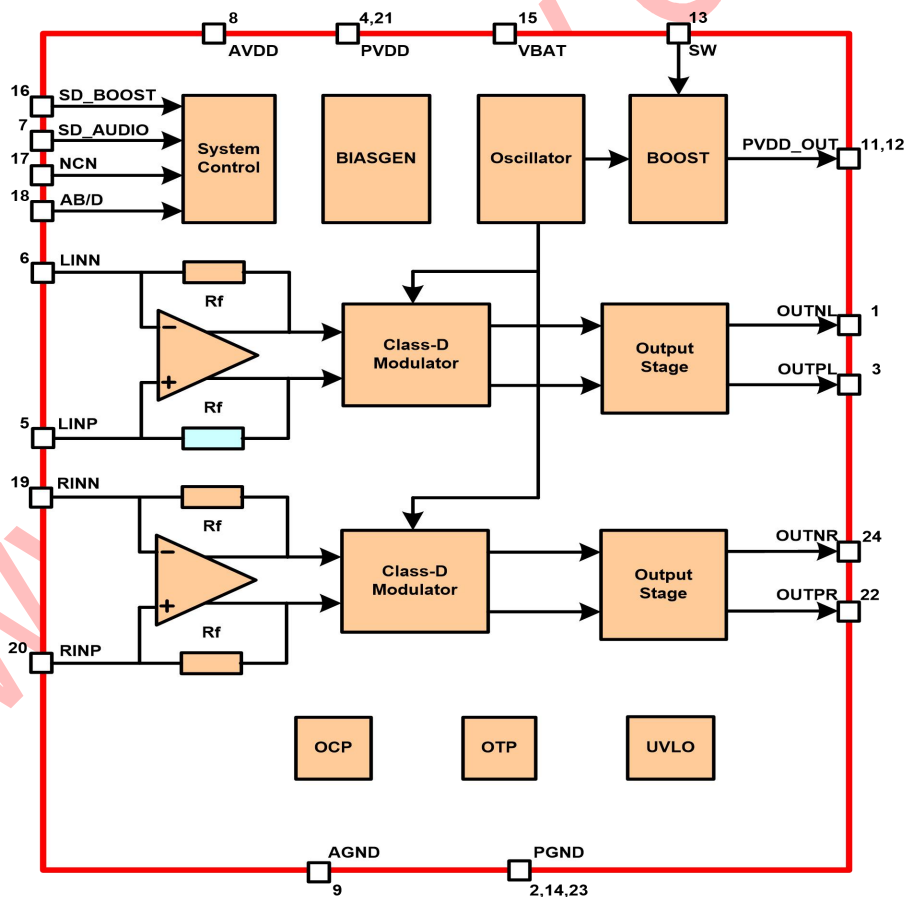 8
4,21
15
13
AVDD
PVDD
VBAT
SW
16
SD_BOOST
7
SD_AUDIO
17
NCN
18
AB/D
System
Control
BIASGEN
Oscillator
BOOST
PVDD_OUT
11,12
6
LINN
Rf
Class-D
Modulator
Output
Stage
OUTNL
1
OUTPL
3
Rf
5
LINP
19
RINN
Rf
Class-D
Modulator
Output
Stage
OUTNR
24
OUTPR
22
Rf
20
RINP
OCP
OTP
UVLO
AGND
9
PGND
2,14,23